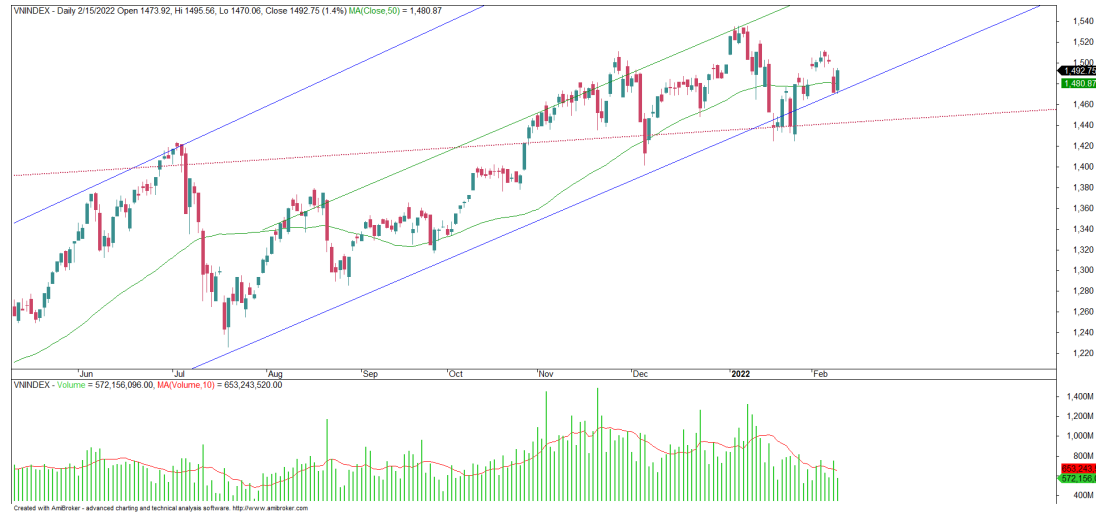 VNINDEX - Daily 2/15/2022 Open 1473.92, Hi 1495.56, Lo 1470.06, Close 1492.75 (1.4%) MA(Close,50) = 1,480.87
1,540
1,520
1,500
1,492.75
1,480.87
1,460
1,440
1,420
1,400
1,380
1,360
1,340
1,320
1,300
1,280
1,260
1,240
1,220
Jun Jul Aug Sep Oct Nov Dec 2022 Feb
VNINDEX - Volume = 572,156,096.00, MA(Volume,10) = 653,243,520.00
1,400M
1,200M
1,000M
800M
653,243,
572,156,0
400M
Created with AmiBroker - advanced charting and technical analysis software. http://www.amibroker.com